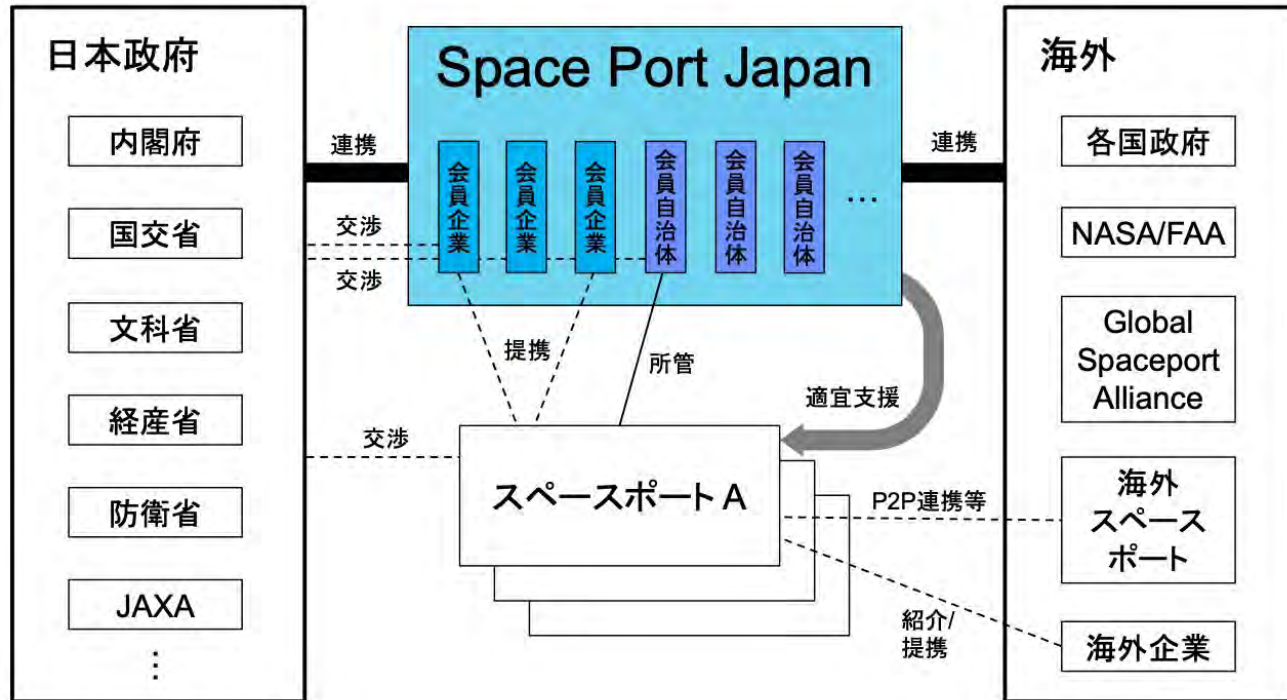 日本政府
内閣府
国交省
文科省
経産省
防衛省
JAXA
⋮
連携
交渉
交渉
交渉
Space Port Japan
会員企業
会員企業
会員企業
会員自治体
会員自治体
会員自治体
…
提携
所管
適宜支援
スペースポート A
連携
P2P連携等
紹介/
提携
海外
各国政府
NASA/FAA
Global
Spaceport
Alliance
海外
スペース
ポート
海外企業